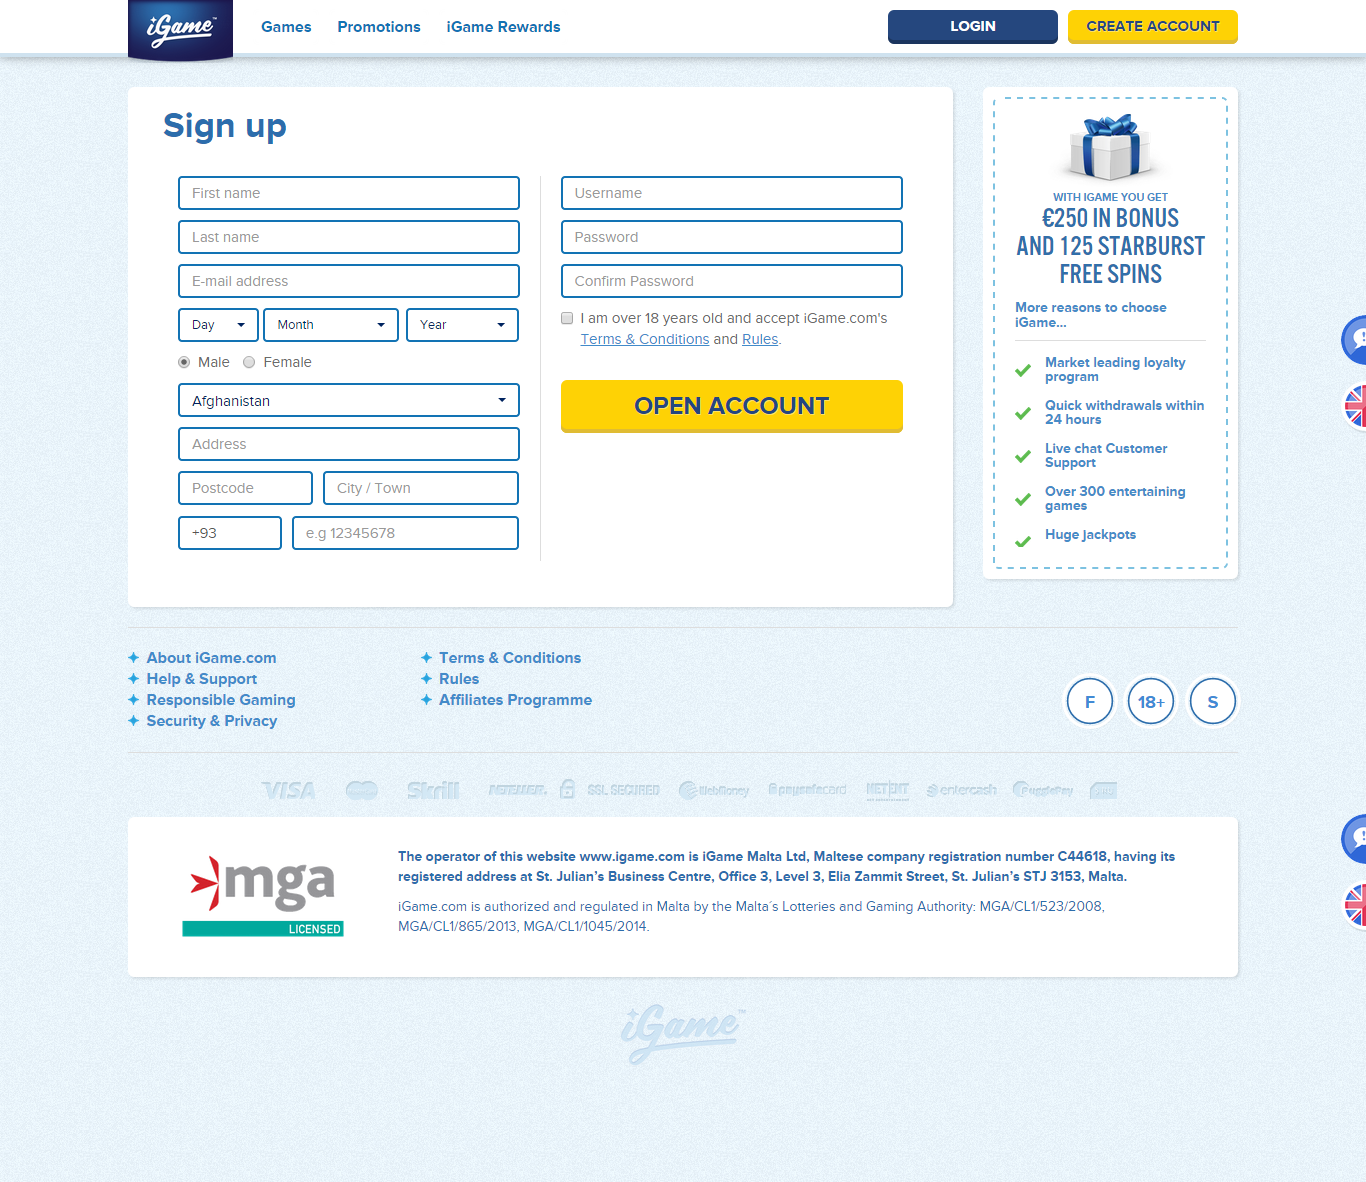 iGame™
Games
Promotions
iGame Rewards
LOGIN
CREATE ACCOUNT
Sign up
First name
Last name
E-mail address
Day
Month
Year
Male
Female
Afghanistan
Address
Postcode
City / Town
+93
e.g 12345678
Username
Password
Confirm Password
I am over 18 years old and accept iGame.com's
Terms & Conditions and Rules.
OPEN ACCOUNT
WITH IGAME YOU GET
€250 IN BONUS
AND 125 STARBURST
FREE SPINS
More reasons to choose
iGame...
Market leading loyalty
program
Quick withdrawals within
24 hours
Live chat Customer
Support
Over 300 entertaining
games
Huge jackpots
About iGame.com
Help & Support
Responsible Gaming
Security & Privacy
Terms & Conditions
Rules
Affiliates Programme
F
18+
S
VISA
Skrill
NETELLER.
SSL SECURED
WebMoney
paysafecard
NETENT
entercash
PugglePay
mga
LICENSED
The operator of this website www.igame.com is iGame Malta Ltd, Maltese company registration number C44618, having its
registered address at St. Julian’s Business Centre, Office 3, Level 3, Elia Zammit Street, St. Julian’s STJ 3153, Malta.
iGame.com is authorized and regulated in Malta by the Malta´s Lotteries and Gaming Authority: MGA/CL1/523/2008,
MGA/CL1/865/2013, MGA/CL1/1045/2014.
iGame™